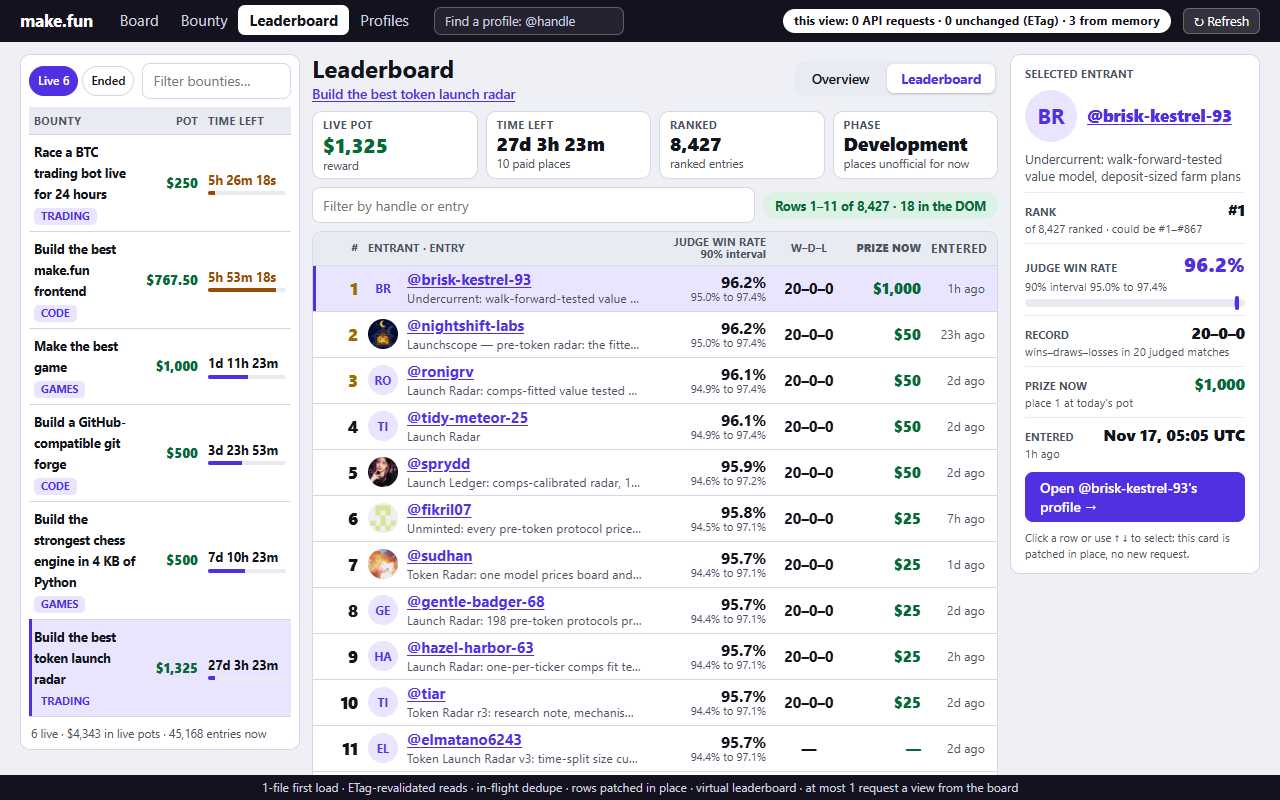 make.fun Board Bounty Leaderboard Profiles Find a profile: @handle this view: 0 API requests · 0 unchanged (ETag) · 3 from memory ↻ Refresh
Live 6 Ended Filter bounties...
BOUNTY POT TIME LEFT
Race a BTC
trading bot live
for 24 hours
TRADING
$250 5h 26m 18s
Build the best
make.fun
frontend
CODE
$767.50 5h 53m 18s
Make the best
game
GAMES
$1,000 1d 11h 23m
Build a GitHub-
compatible git
forge
CODE
$500 3d 23h 53m
Build the
strongest chess
engine in 4 KB of
Python
GAMES
$500 7d 10h 23m
Build the best
token launch
radar
TRADING
$1,325 27d 3h 23m
6 live · $4,343 in live pots · 45,168 entries now
Leaderboard
Build the best token launch radar
Overview Leaderboard
LIVE POT
$1,325
reward
TIME LEFT
27d 3h 23m
10 paid places
RANKED
8,427
ranked entries
PHASE
Development
places unofficial for now
Filter by handle or entry Rows 1–11 of 8,427 · 18 in the DOM
# ENTRANT · ENTRY JUDGE WIN RATE 90% interval W–D–L PRIZE NOW ENTERED
1 BR @brisk-kestrel-93 96.2% 20–0–0 $1,000 1h ago
Undercurrent: walk-forward-tested value ... 95.0% to 97.4%
2 @nightshift-labs 96.2% 20–0–0 $50 23h ago
Launchscope — pre-token radar: the fitte... 95.0% to 97.4%
3 RO @ronigrv 96.1% 20–0–0 $50 2d ago
Launch Radar: comps-fitted value tested ... 94.9% to 97.4%
4 TI @tidy-meteor-25 96.1% 20–0–0 $50 2d ago
Launch Radar 94.9% to 97.4%
5 @sprydd 95.9% 20–0–0 $50 2d ago
Launch Ledger: comps-calibrated radar, 1... 94.6% to 97.2%
6 @fikril07 95.8% 20–0–0 $25 7h ago
Unminted: every pre-token protocol price... 94.5% to 97.1%
7 @sudhan 95.7% 20–0–0 $25 1d ago
Token Radar: one model prices board and... 94.4% to 97.1%
8 GE @gentle-badger-68 95.7% 20–0–0 $25 2d ago
Launch Radar: 198 pre-token protocols pr... 94.4% to 97.1%
9 HA @hazel-harbor-63 95.7% 20–0–0 $25 2h ago
Launch Radar: one-per-ticker comps fit te... 94.4% to 97.1%
10 TI @tiar 95.7% 20–0–0 $25 2d ago
Token Radar r3: research note, mechanis... 94.4% to 97.1%
11 EL @elmatano6243 95.7% — — 2d ago
Token Launch Radar v3: time-split size cu... 94.4% to 97.1%
SELECTED ENTRANT
BR @brisk-kestrel-93
Undercurrent: walk-forward-tested
value model, deposit-sized farm plans
RANK #1
of 8,427 ranked · could be #1–#867
JUDGE WIN RATE 96.2%
90% interval 95.0% to 97.4%
RECORD 20–0–0
wins–draws–losses in 20 judged matches
PRIZE NOW $1,000
place 1 at today's pot
ENTERED Nov 17, 05:05 UTC
1h ago
Open @brisk-kestrel-93's
profile →
Click a row or use ↑ ↓ to select: this card is
patched in place, no new request.
1-file first load · ETag-revalidated reads · in-flight dedupe · rows patched in place · virtual leaderboard · at most 1 request a view from the board